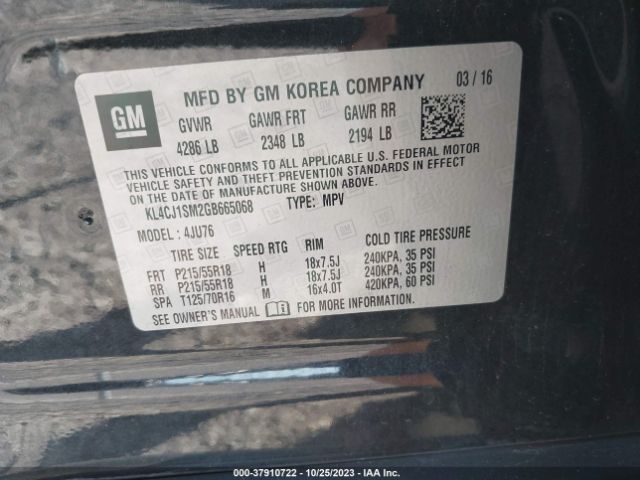 GM
MFD BY GM KOREA COMPANY 03 / 16
GVWR GAWR FRT GAWR RR
4286 LB 2348 LB 2194 LB
THIS VEHICLE CONFORMS TO ALL APPLICABLE U.S. FEDERAL MOTOR
VEHICLE SAFETY AND THEFT PREVENTION STANDARDS IN EFFECT
ON THE DATE OF MANUFACTURE SHOWN ABOVE.
KL4CJ1SM2GB665068 TYPE: MPV
MODEL : 4JU76
TIRE SIZE SPEED RTG RIM COLD TIRE PRESSURE
FRT P215/55R18 H 18x7.5J 240KPA, 35 PSI
RR P215/55R18 H 18x7.5J 240KPA, 35 PSI
SPA T125/70R16 M 16x4.0T 420KPA, 60 PSI
SEE OWNER'S MANUAL FOR MORE INFORMATION.
000-37910722 - 10/25/2023 - IAA Inc.